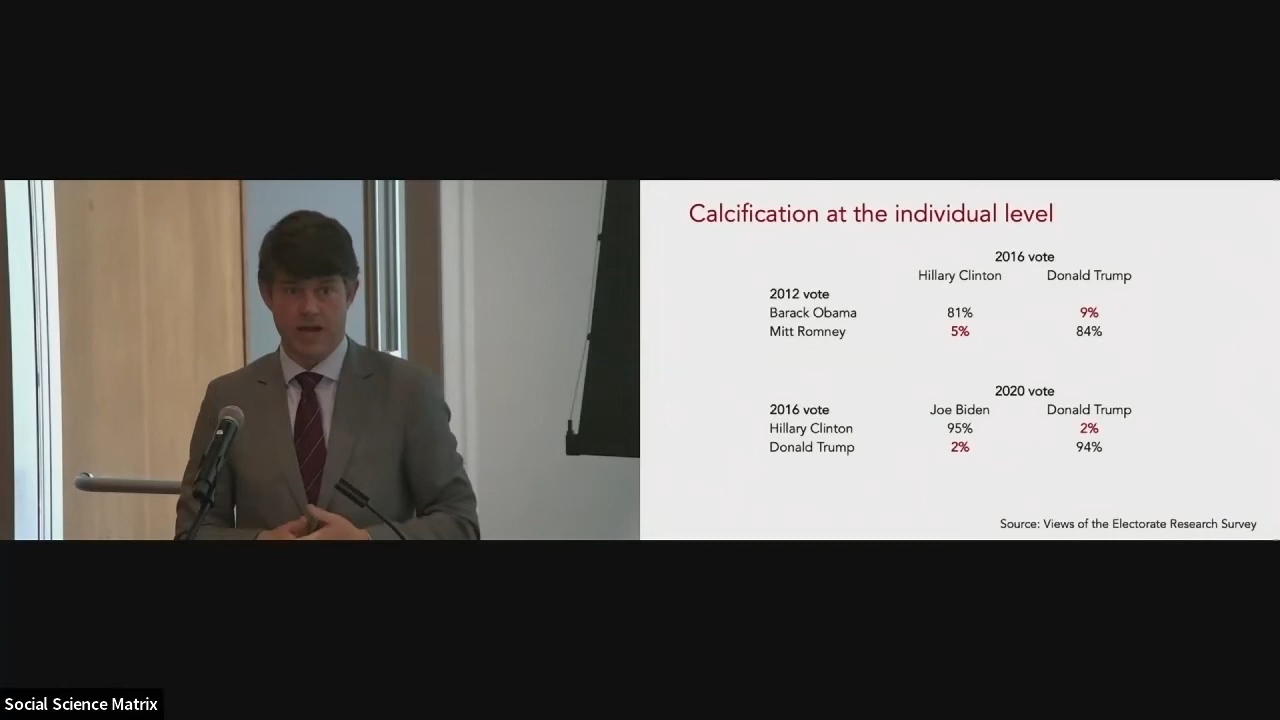 Calcification at the individual level
2016 vote
Hillary Clinton Donald Trump
2012 vote
Barack Obama 81% 9%
Mitt Romney 5% 84%
2020 vote
2016 vote Joe Biden Donald Trump
Hillary Clinton 95% 2%
Donald Trump 2% 94%
Source: Views of the Electorate Research Survey
Social Science Matrix